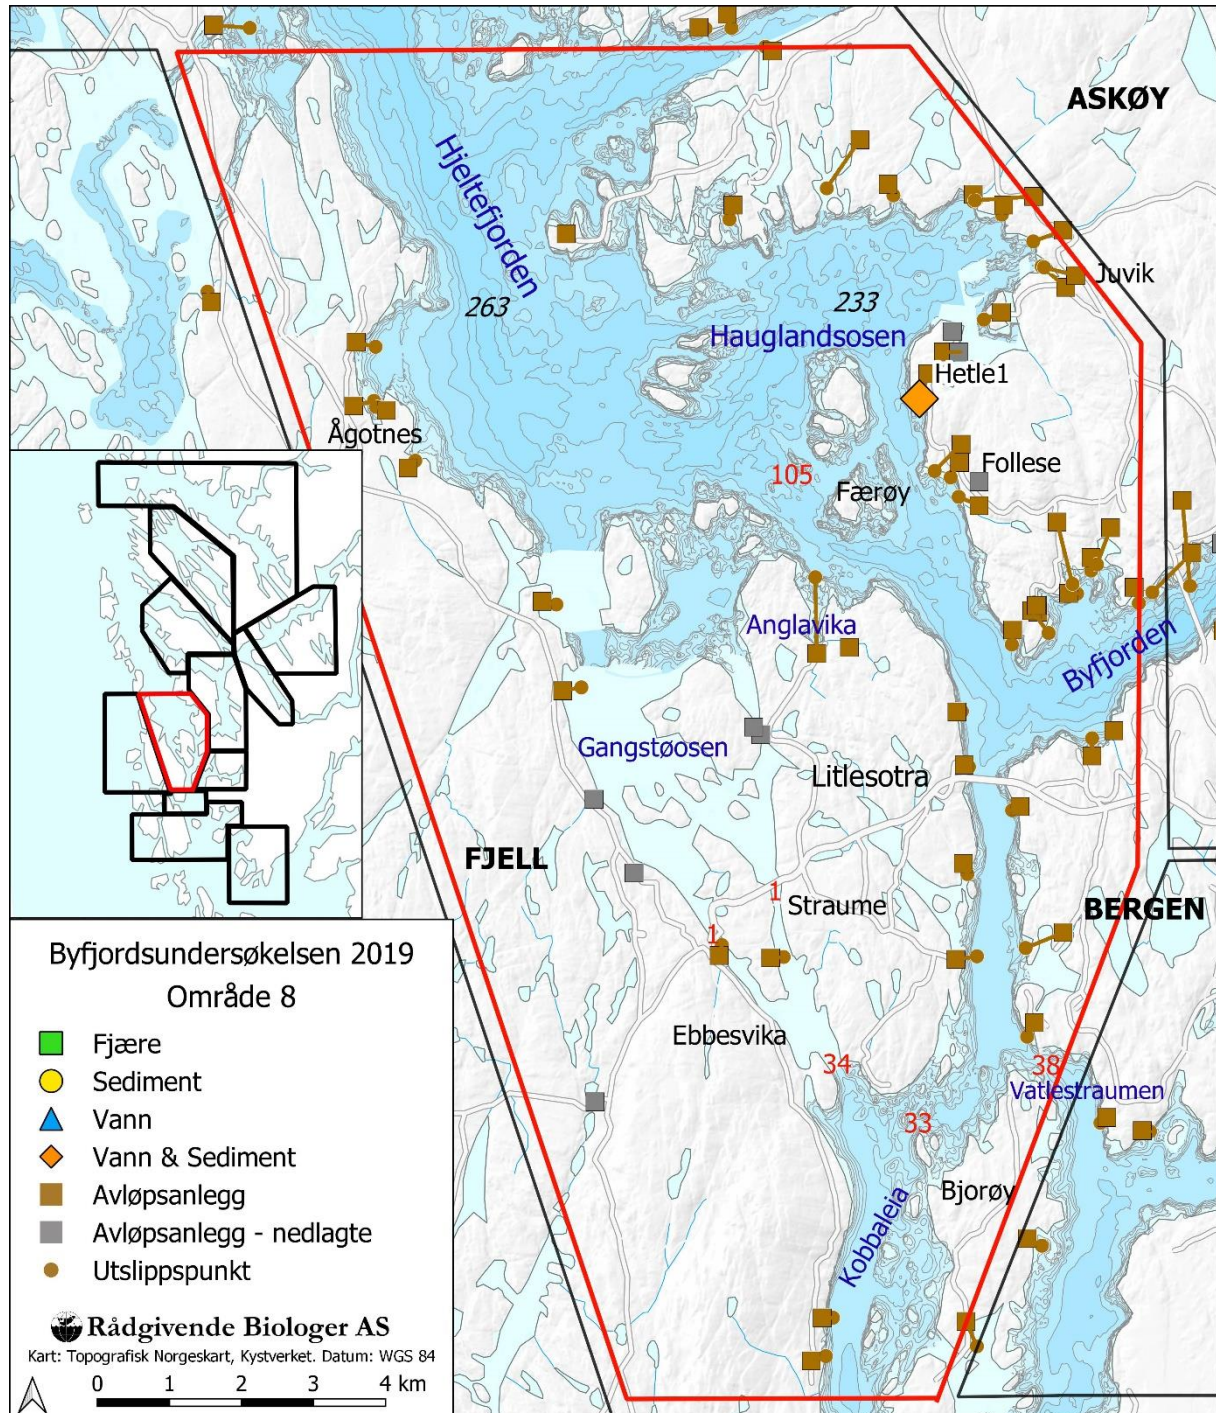 ASKØY
Hjeltefjorden
Juvik
263
233
Hauglandsosen
Hetle1
Ågotnes
Follese
105
Færøy
Anglavika
Byfjorden
Gangstøosen
Litlesotra
FJELL
1
Straume
BERGEN
1
Ebbesvika
34
38
Vatlestraumen
33
Bjorøy
Kobbaleia
Byfjordsundersøkelsen 2019
Område 8
Fjære
Sediment
Vann
Vann & Sediment
Avløpsanlegg
Avløpsanlegg - nedlagte
Utslippspunkt
Rådgivende Biologer AS
Kart: Topografisk Norgeskart, Kystverket. Datum: WGS 84
0 1 2 3 4 km